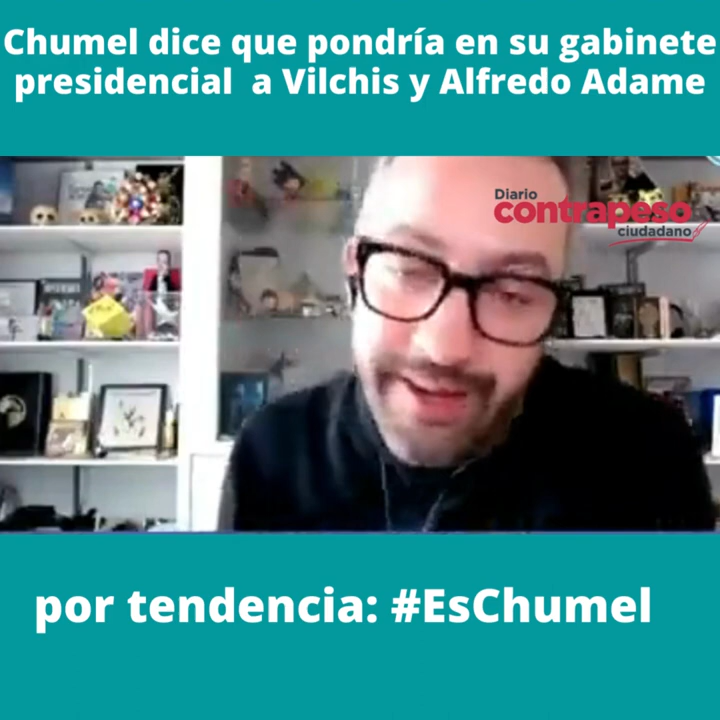 Chumel dice que pondría en su gabinete
presidencial a Vilchis y Alfredo Adame
Diario
contrapeso
ciudadano
por tendencia: #EsChumel